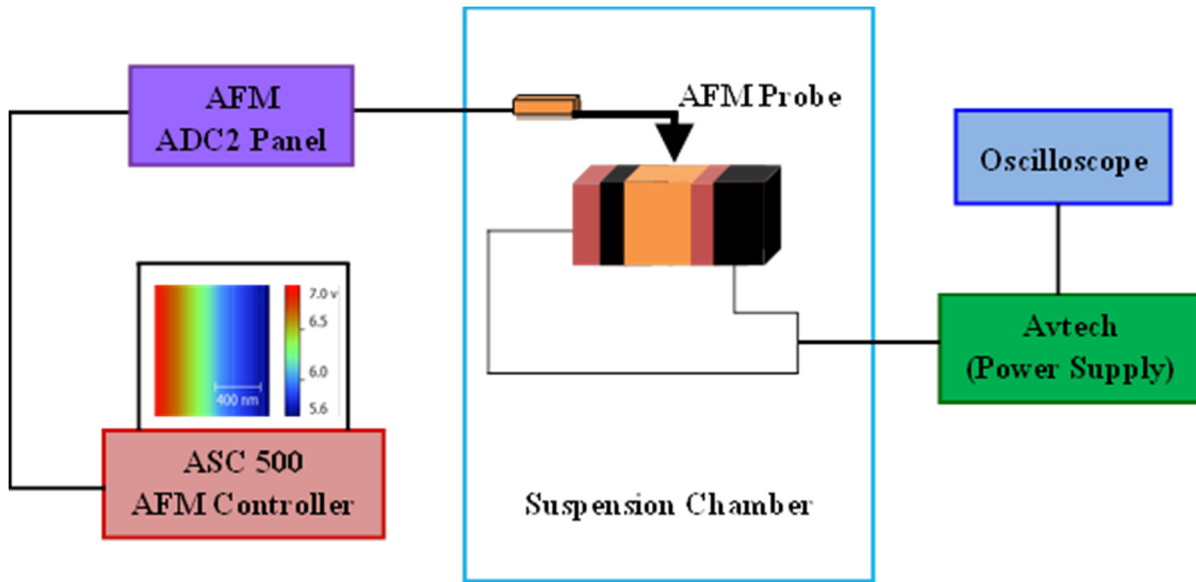 AFM
ADC2 Panel
AFM Probe
Oscilloscope
7.0 v
6.5
6.0
5.6
400 nm
Avtech
(Power Supply)
ASC 500
AFM Controller
Suspension Chamber